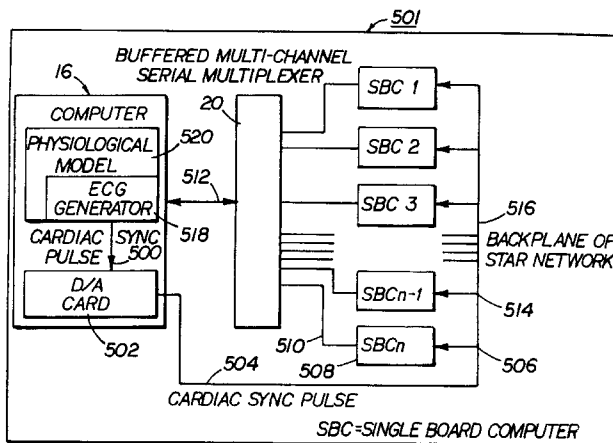 501
BUFFERED MULTI-CHANNEL
SERIAL MULTIPLEXER
16
COMPUTER
PHYSIOLOGICAL
MODEL
520
ECG
GENERATOR
518
CARDIAC SYNC
PULSE 500
D/A
CARD
502
512
20
SBC 1
SBC 2
SBC 3
516
BACKPLANE OF
STAR NETWORK
SBCn-1
514
SBCn
510
508
506
504
CARDIAC SYNC PULSE
SBC=SINGLE BOARD COMPUTER